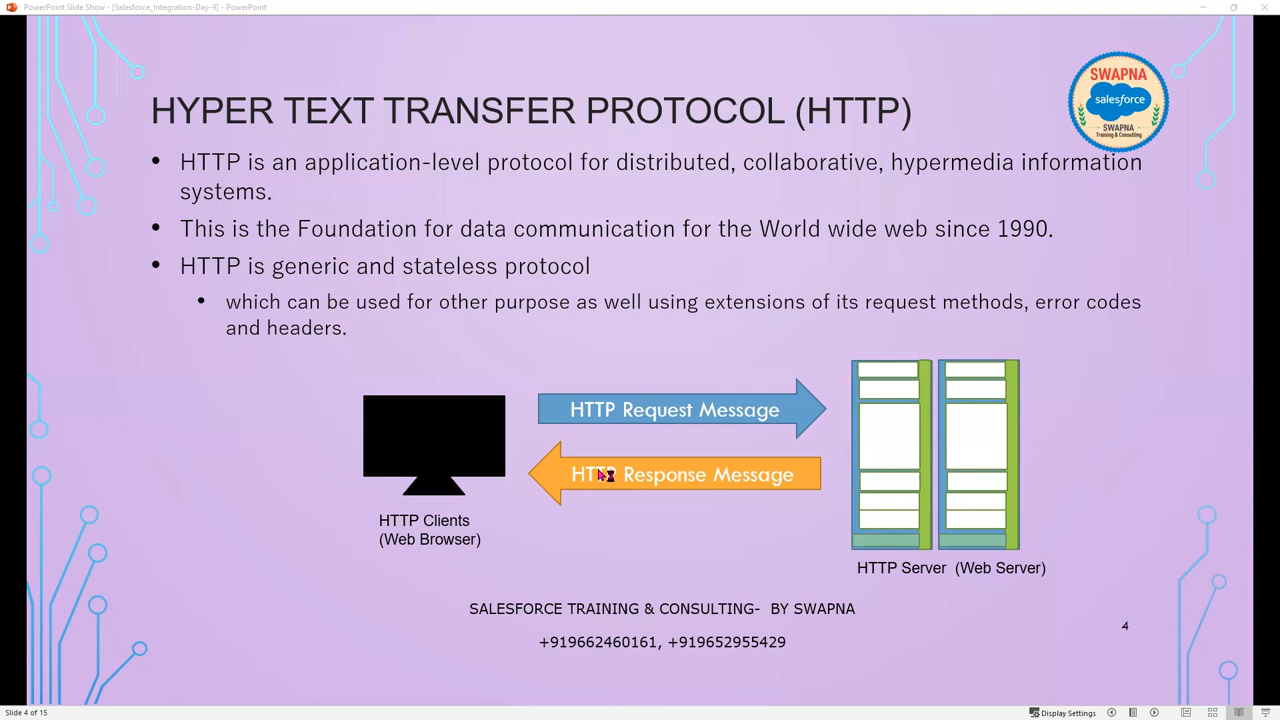 PowerPoint Slide Show - [Salesforce_Integration-Day-9] - PowerPoint
SWAPNA
salesforce
SWAPNA
Training & Consulting
HYPER TEXT TRANSFER PROTOCOL (HTTP)
• HTTP is an application-level protocol for distributed, collaborative, hypermedia information
systems.
• This is the Foundation for data communication for the World wide web since 1990.
• HTTP is generic and stateless protocol
• which can be used for other purpose as well using extensions of its request methods, error codes
and headers.
HTTP Request Message
HTTP Response Message
HTTP Clients
(Web Browser)
HTTP Server (Web Server)
SALESFORCE TRAINING & CONSULTING- BY SWAPNA
+919662460161, +919652955429
4
Slide 4 of 15
Display Settings